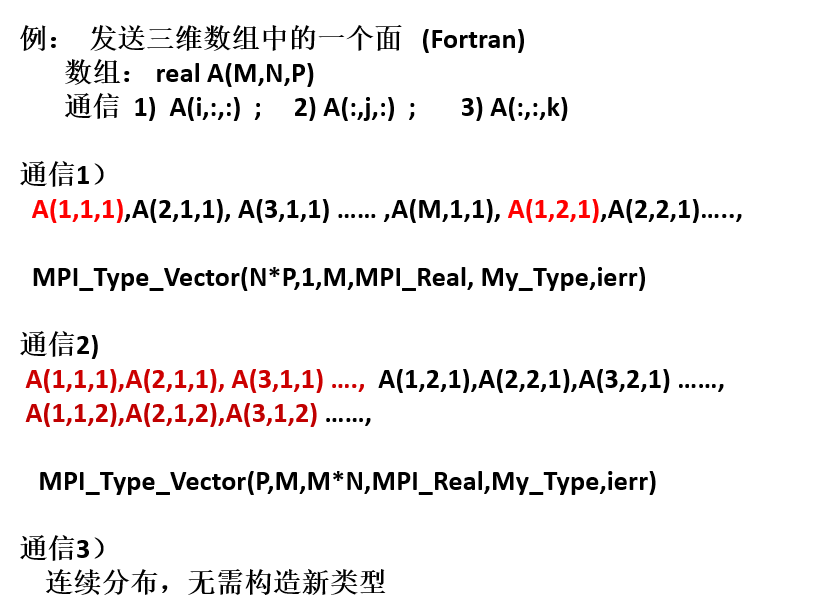 例： 发送三维数组中的一个面 (Fortran)
数组： real A(M,N,P)
通信 1) A(i,:,:) ; 2) A(:,j,:) ; 3) A(:,:,k)
通信1）
A(1,1,1),A(2,1,1), A(3,1,1) …… ,A(M,1,1), A(1,2,1),A(2,2,1)…..,
MPI_Type_Vector(N*P,1,M,MPI_Real, My_Type,ierr)
通信2)
A(1,1,1),A(2,1,1), A(3,1,1) …., A(1,2,1),A(2,2,1),A(3,2,1) ……,
A(1,1,2),A(2,1,2),A(3,1,2) ……,
MPI_Type_Vector(P,M,M*N,MPI_Real,My_Type,ierr)
通信3）
连续分布，无需构造新类型